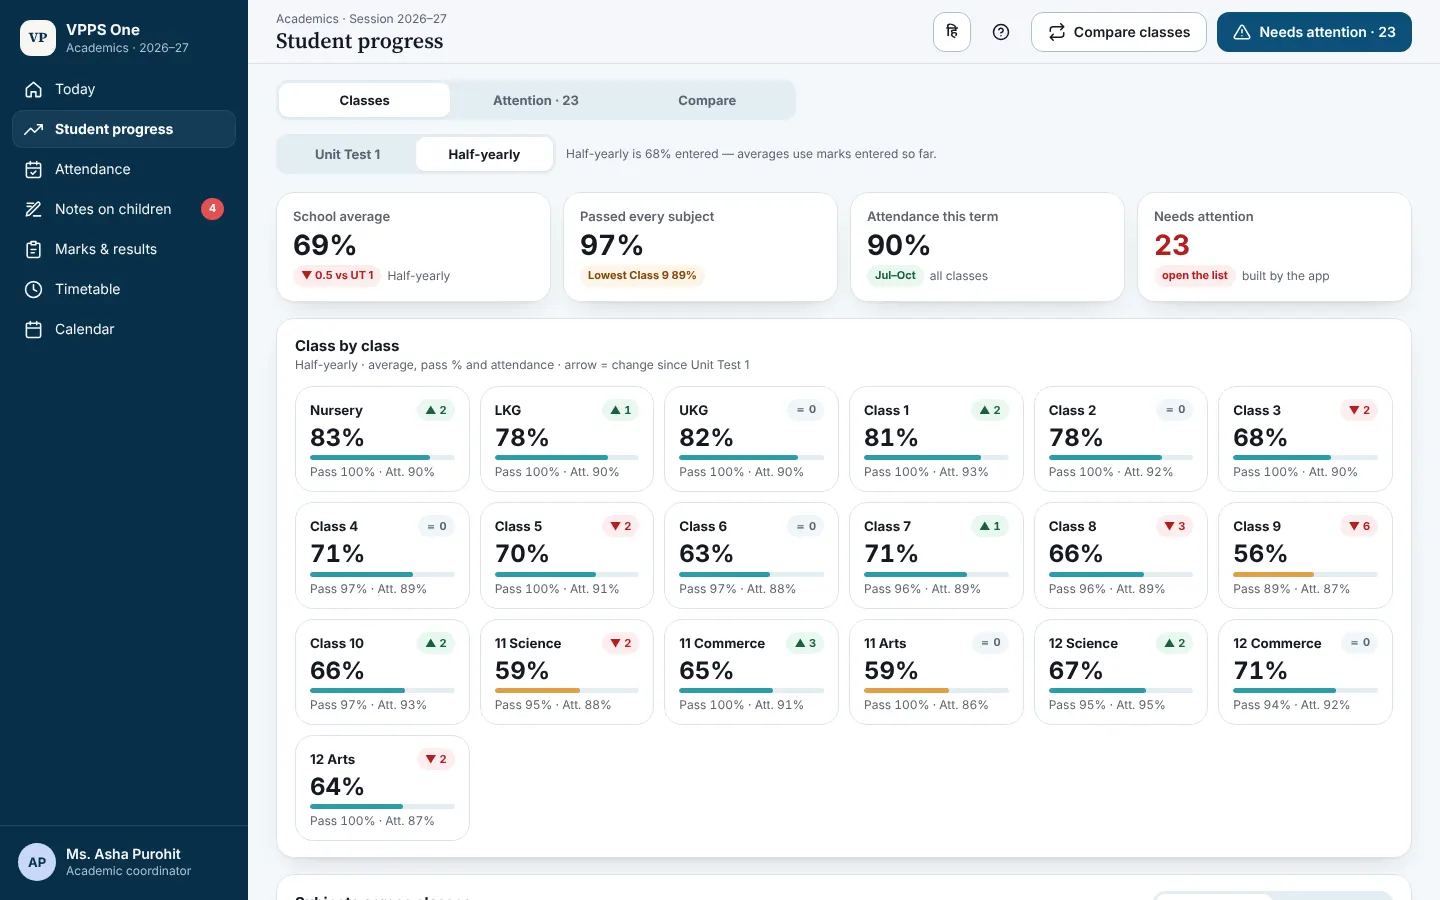 VP
VPPS One
Academics · 2026–27
Today
Student progress
Attendance
Notes on children
4
Marks & results
Timetable
Calendar
AP
Ms. Asha Purohit
Academic coordinator
Academics · Session 2026–27
Student progress
हि
Compare classes
Needs attention · 23
Classes
Attention · 23
Compare
Unit Test 1
Half-yearly
Half-yearly is 68% entered — averages use marks entered so far.
School average
69%
▼ 0.5 vs UT 1 Half-yearly
Passed every subject
97%
Lowest Class 9 89%
Attendance this term
90%
Jul–Oct all classes
Needs attention
23
open the list built by the app
Class by class
Half-yearly · average, pass % and attendance · arrow = change since Unit Test 1
Nursery ▲ 2
83%
Pass 100% · Att. 90%
LKG ▲ 1
78%
Pass 100% · Att. 90%
UKG = 0
82%
Pass 100% · Att. 90%
Class 1 ▲ 2
81%
Pass 100% · Att. 93%
Class 2 = 0
78%
Pass 100% · Att. 92%
Class 3 ▼ 2
68%
Pass 100% · Att. 90%
Class 4 = 0
71%
Pass 97% · Att. 89%
Class 5 ▼ 2
70%
Pass 100% · Att. 91%
Class 6 = 0
63%
Pass 97% · Att. 88%
Class 7 ▲ 1
71%
Pass 96% · Att. 89%
Class 8 ▼ 3
66%
Pass 96% · Att. 89%
Class 9 ▼ 6
56%
Pass 89% · Att. 87%
Class 10 ▲ 2
66%
Pass 97% · Att. 93%
11 Science ▼ 2
59%
Pass 95% · Att. 88%
11 Commerce ▲ 3
65%
Pass 100% · Att. 91%
11 Arts = 0
59%
Pass 100% · Att. 86%
12 Science ▲ 2
67%
Pass 95% · Att. 95%
12 Commerce = 0
71%
Pass 94% · Att. 92%
12 Arts ▼ 2
64%
Pass 100% · Att. 87%